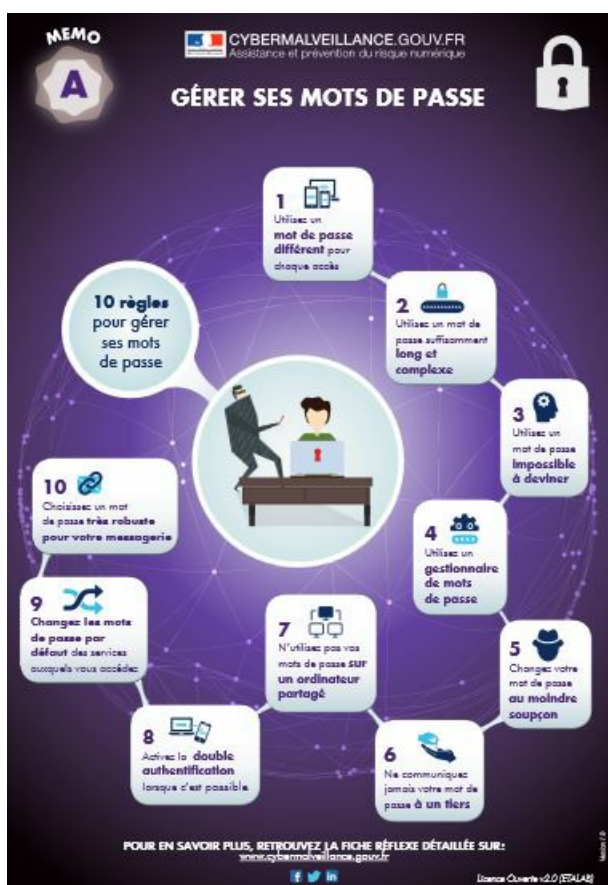 MEMO
A
CYBERMALVEILLANCE.GOUV.FR
Assistance et prévention du risque numérique
GÉRER SES MOTS DE PASSE
10 règles
pour gérer
ses mots
de passe
1
Utilisez un
mot de passe
différent pour
chaque accès
2
Utilisez un mot de
passe suffisamment
long et
complexe
3
Utilisez un
mot de passe
impossible
à deviner
4
Utilisez un
gestionnaire
de mots
de passe
5
Changez votre
mot de passe
au moindre
soupçon
6
Ne communiquez
jamais votre mot de
passe à un tiers
7
N'utilisez pas vos
mots de passe sur
un ordinateur
partagé
8
Activez la double
authentification
lorsque c'est possible
9
Changez les mots
de passe par
défaut des services
auxquels vous accédez
10
Choisissez un mot
de passe très robuste
pour votre messagerie
POUR EN SAVOIR PLUS, RETROUVEZ LA FICHE RÉFLEXE DÉTAILLÉE SUR:
www.cybermalveillance.gouv.fr
Licence Ouverte v2.0 (ETALAB)